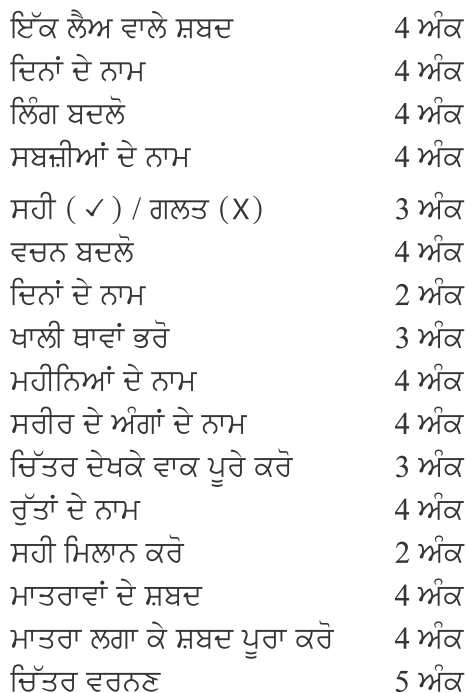 ਇੱਕ ਲੈਅ ਵਾਲੇ ਸ਼ਬਦ 4 ਅੰਕ
ਦਿਨਾਂ ਦੇ ਨਾਮ 4 ਅੰਕ
ਲਿੰਗ ਬਦਲੋ 4 ਅੰਕ
ਸਬਜ਼ੀਆਂ ਦੇ ਨਾਮ 4 ਅੰਕ
ਸਹੀ ( ✓ ) / ਗਲਤ (X) 3 ਅੰਕ
ਵਚਨ ਬਦਲੋ 4 ਅੰਕ
ਦਿਨਾਂ ਦੇ ਨਾਮ 2 ਅੰਕ
ਖਾਲੀ ਥਾਵਾਂ ਭਰੋ 3 ਅੰਕ
ਮਹੀਨਿਆਂ ਦੇ ਨਾਮ 4 ਅੰਕ
ਸਰੀਰ ਦੇ ਅੰਗਾਂ ਦੇ ਨਾਮ 4 ਅੰਕ
ਚਿੱਤਰ ਦੇਖਕੇ ਵਾਕ ਪੂਰੇ ਕਰੋ 3 ਅੰਕ
ਰੁੱਤਾਂ ਦੇ ਨਾਮ 4 ਅੰਕ
ਸਹੀ ਮਿਲਾਨ ਕਰੋ 2 ਅੰਕ
ਮਾਤਰਾਵਾਂ ਦੇ ਸ਼ਬਦ 4 ਅੰਕ
ਮਾਤਰਾ ਲਗਾ ਕੇ ਸ਼ਬਦ ਪੂਰਾ ਕਰੋ 4 ਅੰਕ
ਚਿੱਤਰ ਵਰਨਣ 5 ਅੰਕ